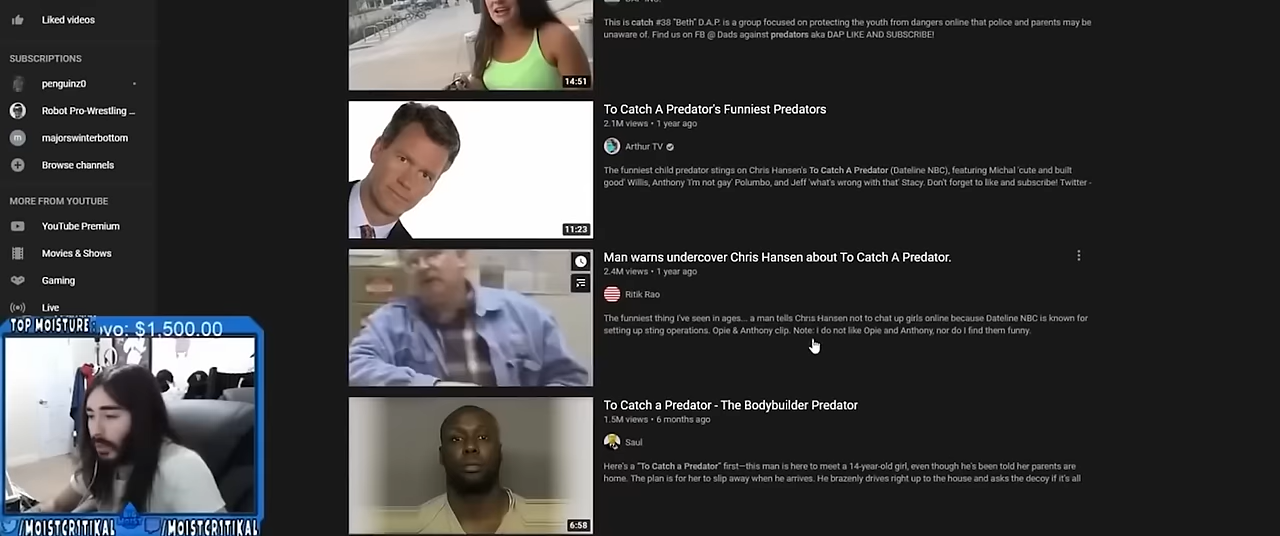 Liked videos
SUBSCRIPTIONS
penguinz0
Robot Pro-Wrestling ...
majorswinterbottom
Browse channels
MORE FROM YOUTUBE
YouTube Premium
Movies & Shows
Gaming
Live
TOP MOISTURE:
vo: $1,500.00
/MOISTCR1TIKAL
/MOISTCR1TIKAL
This is catch #38 "Beth" D.A.P. is a group focused on protecting the youth from dangers online that police and parents may be
unaware of. Find us on FB @ Dads against predators aka DAP LIKE AND SUBSCRIBE!
14:51
To Catch A Predator's Funniest Predators
2.1M views • 1 year ago
Arthur TV
The funniest child predator stings on Chris Hansen's To Catch A Predator (Dateline NBC), featuring Michal 'cute and built
good' Willis, Anthony 'I'm not gay' Polumbo, and Jeff 'what's wrong with that' Stacy. Don't forget to like and subscribe! Twitter -
11:23
Man warns undercover Chris Hansen about To Catch A Predator.
2.4M views • 1 year ago
Ritik Rao
The funniest thing I've seen in ages... a man tells Chris Hansen not to chat up girls online because Dateline NBC is known for
setting up sting operations. Opie & Anthony clip. Note: I do not like Opie and Anthony, nor do I find them funny.
To Catch a Predator - The Bodybuilder Predator
1.5M views • 6 months ago
Saul
Here's a "To Catch a Predator" first—this man is here to meet a 14-year-old girl, even though he's been told her parents are
home. The plan is for her to slip away when he arrives. He brazenly drives right up to the house and asks the decoy if it's all
6:58